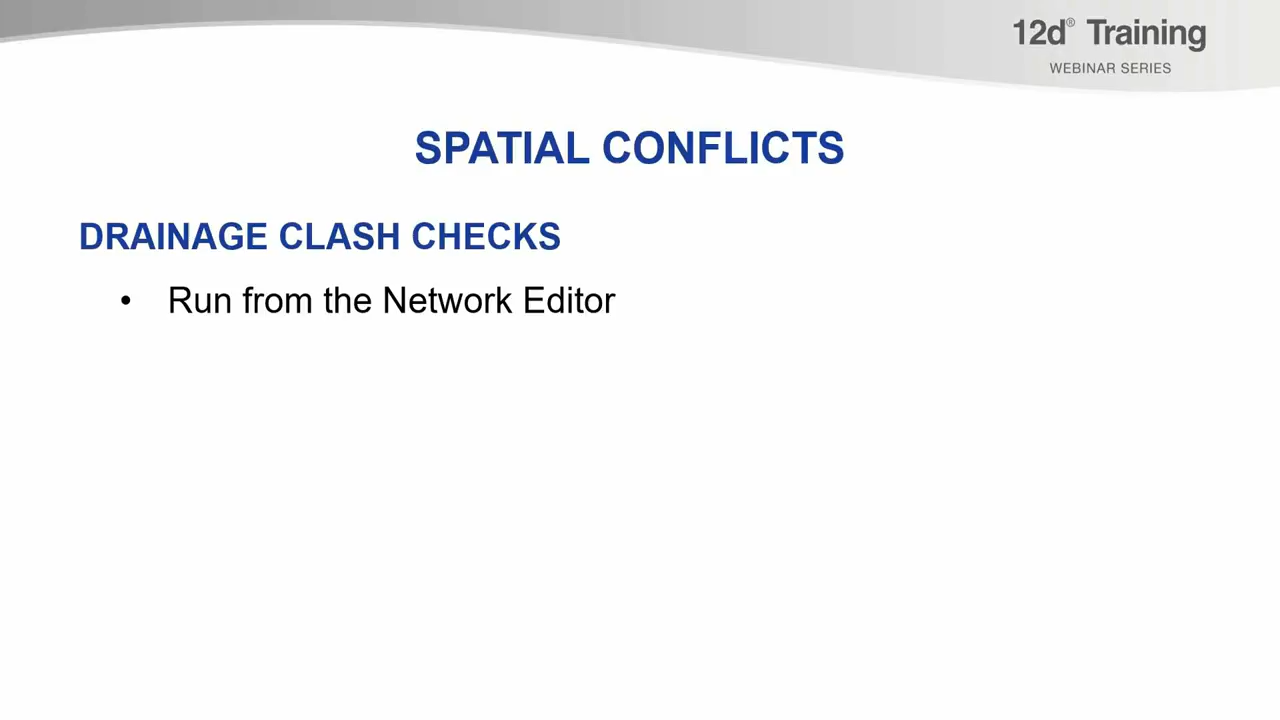 12d® Training
WEBINAR SERIES
SPATIAL CONFLICTS
DRAINAGE CLASH CHECKS
• Run from the Network Editor